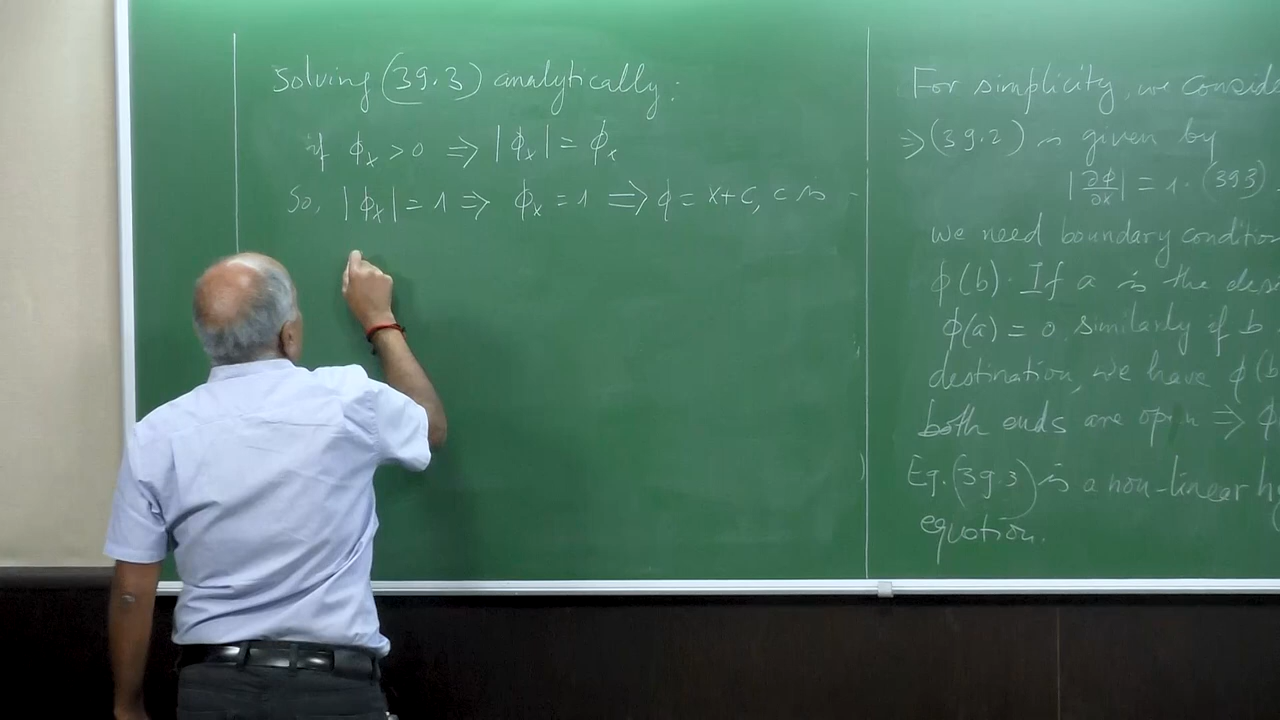 Solving (39.3) analytically:
if ϕₓ > 0 ⇒ |ϕₓ| = ϕₓ
So, |ϕₓ| = 1 ⇒ ϕₓ = 1 ⇒ ϕ = x+c, c is
For simplicity, we conside
⇒ (39.2) is given by
|∂ϕ/∂x| = 1. (39.3).
we need boundary condition
ϕ(b). If a is the des
ϕ(a) = 0. similarly if b
destination, we have ϕ(b
both ends are open ⇒ ϕ
Eq. (39.3) is a non-linear h
equation.